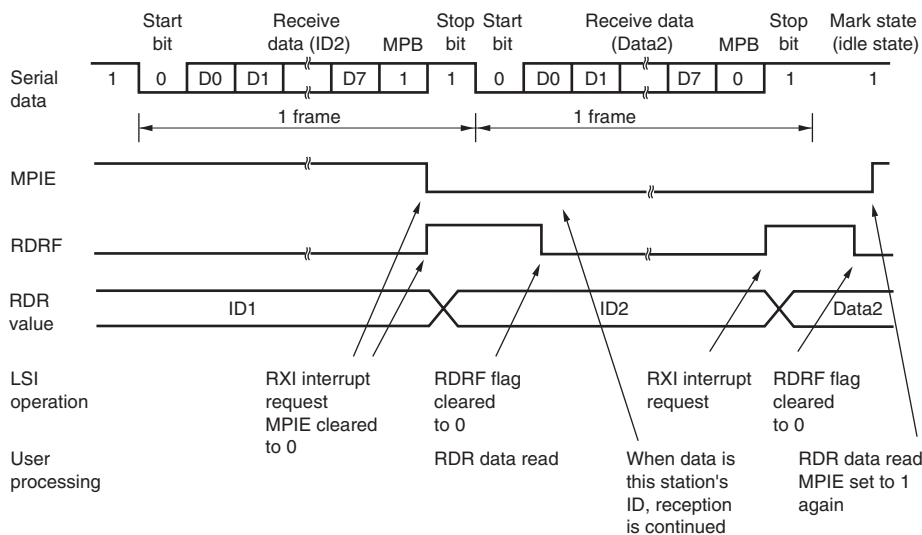 Start bit
Receive data (ID2)
MPB
Stop bit
Start bit
Receive data (Data2)
MPB
Stop bit
Mark state (idle state)
Serial data
1 0 D0 D1 D7 1 1 0 D0 D1 D7 0 1 1
1 frame
1 frame
MPIE
RDRF
RDR value
ID1
ID2
Data2
LSI operation
RXI interrupt request
MPIE cleared to 0
RDRF flag cleared to 0
RXI interrupt request
RDRF flag cleared to 0
User processing
RDR data read
When data is this station's ID, reception is continued
RDR data read
MPIE set to 1 again